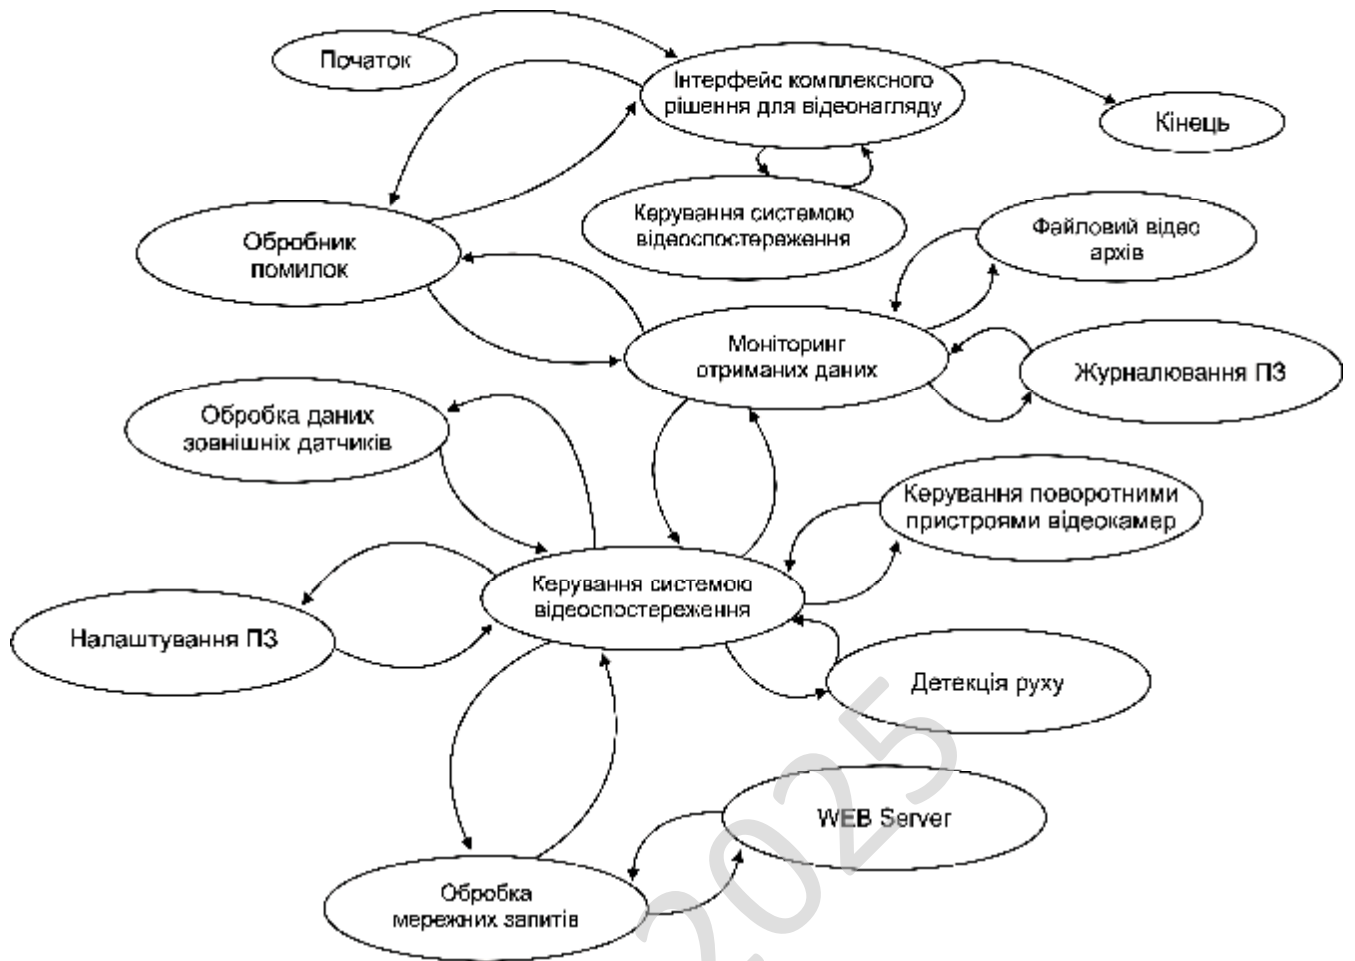 Початок
Інтерфейс комплексного
рішення для відеонагляду
Кінець
Керування системою
відеоспостереження
Файловий відео
архів
Обробник
помилок
Моніторинг
отриманих даних
Журналювання ПЗ
Обробка даних
зовнішніх датчиків
Керування поворотними
пристроями відеокамер
Керування системою
відеоспостереження
Налаштування ПЗ
Детекція руху
WEB Server
Обробка
мережних запитів
2025